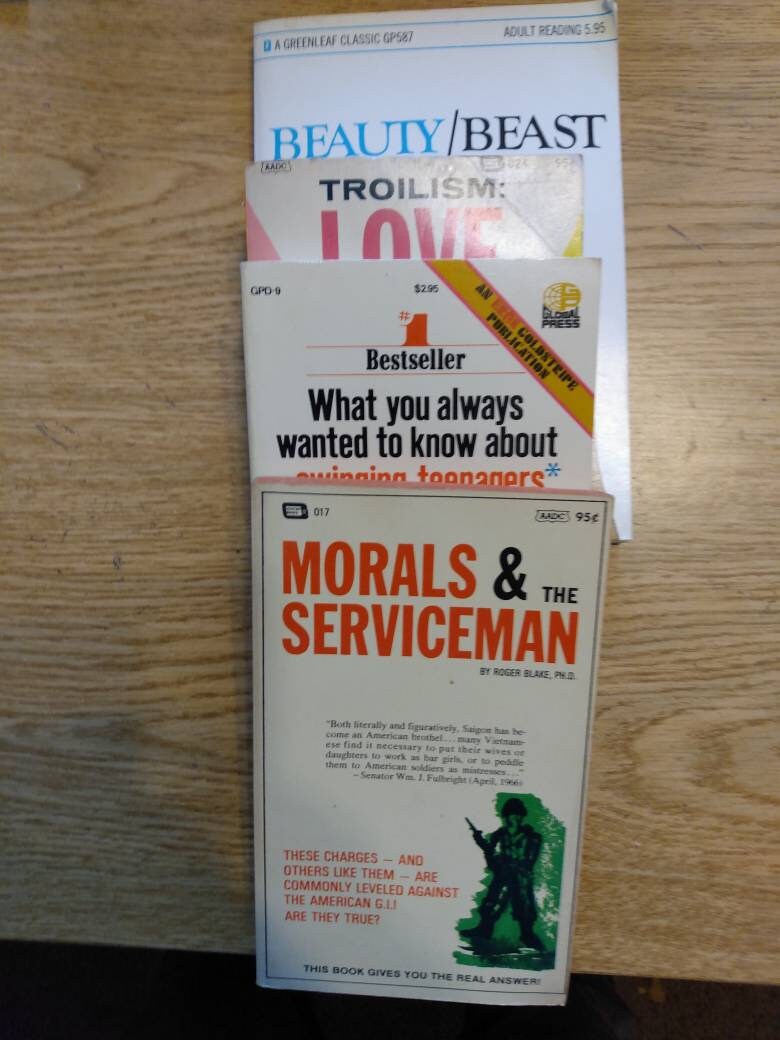 A GREENLEAF CLASSIC GP587
ADULT READING 5.95
BEAUTY/BEAST
AADC
024
95¢
TROILISM:
LOVE
GPD-9
$2.95
AN
GOLDSTRIPE
PUBLICATION
GLOBAL
PRESS
#1
Bestseller
What you always
wanted to know about
swinging teenagers*
017
AADC 95¢
MORALS & THE
SERVICEMAN
BY ROGER BLAKE, PH.D.
"Both literally and figuratively, Saigon has be-
come an American brothel...many Vietnam-
ese find it necessary to put their wives or
daughters to work as bar girls, or to peddle
them to American soldiers as mistresses..."
– Senator Wm. J. Fulbright (April, 1966)
THESE CHARGES – AND
OTHERS LIKE THEM – ARE
COMMONLY LEVELED AGAINST
THE AMERICAN G.I.!
ARE THEY TRUE?
THIS BOOK GIVES YOU THE REAL ANSWER!